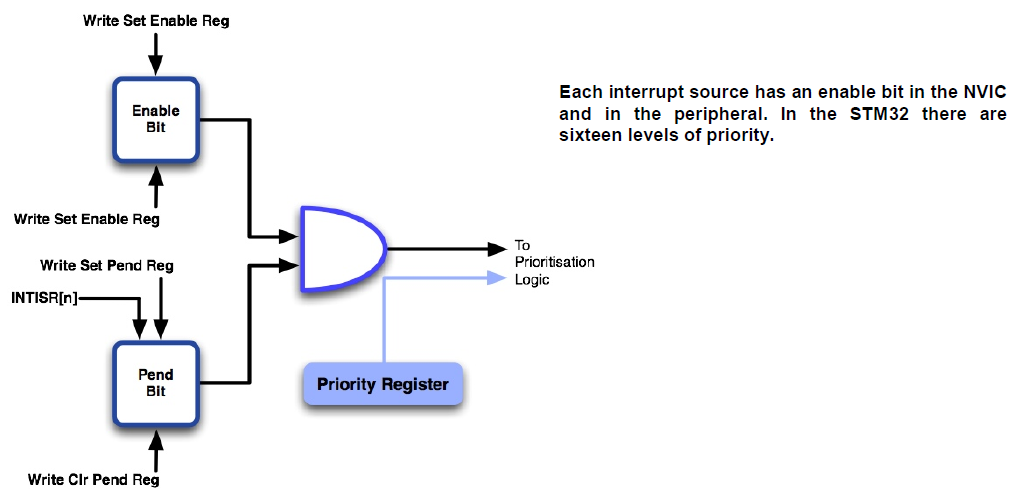 Write Set Enable Reg
Enable
Bit
Write Set Enable Reg
Write Set Pend Reg
INTISR[n]
Pend
Bit
Write Clr Pend Reg
To
Prioritisation
Logic
Priority Register
Each interrupt source has an enable bit in the NVIC
and in the peripheral. In the STM32 there are
sixteen levels of priority.